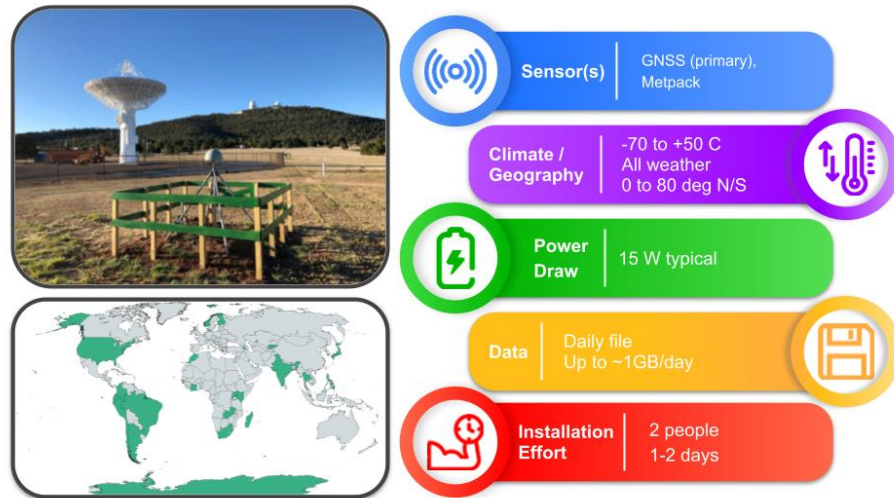 Sensor(s)
GNSS (primary),
Metpack
Climate /
Geography
-70 to +50 C
All weather
0 to 80 deg N/S
Power
Draw
15 W typical
Data
Daily file
Up to ~1GB/day
Installation
Effort
2 people
1-2 days